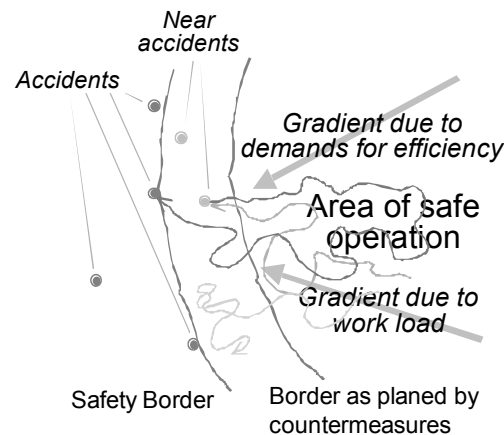 Near
accidents
Accidents
Gradient due to
demands for efficiency
Area of safe
operation
Gradient due to
work load
Safety Border
Border as planed by
countermeasures